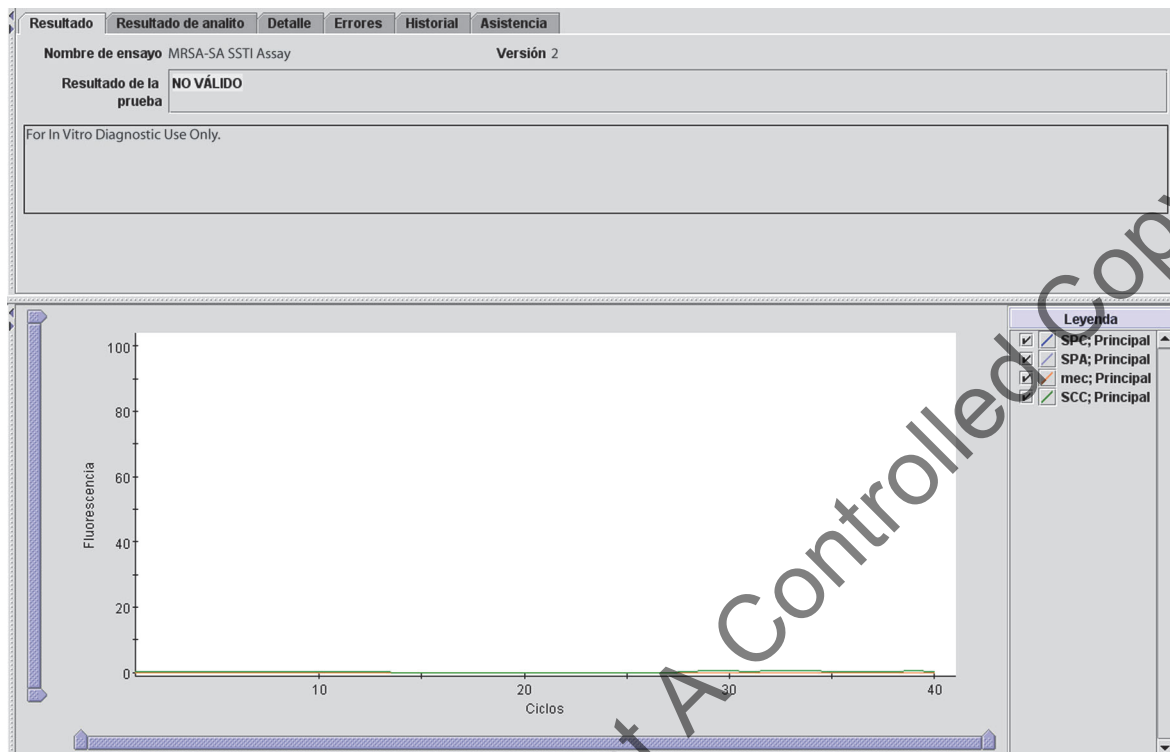 Resultado Resultado de analito Detalle Errores Historial Asistencia
Nombre de ensayo MRSA-SA SSTI Assay Versión 2
Resultado de la prueba NO VÁLIDO
For In Vitro Diagnostic Use Only.
Leyenda
SPC; Principal
SPA; Principal
mec; Principal
SCC; Principal
Fluorescencia
100
80
60
40
20
0
10 20 30 40
Ciclos
t A Controlled Copy